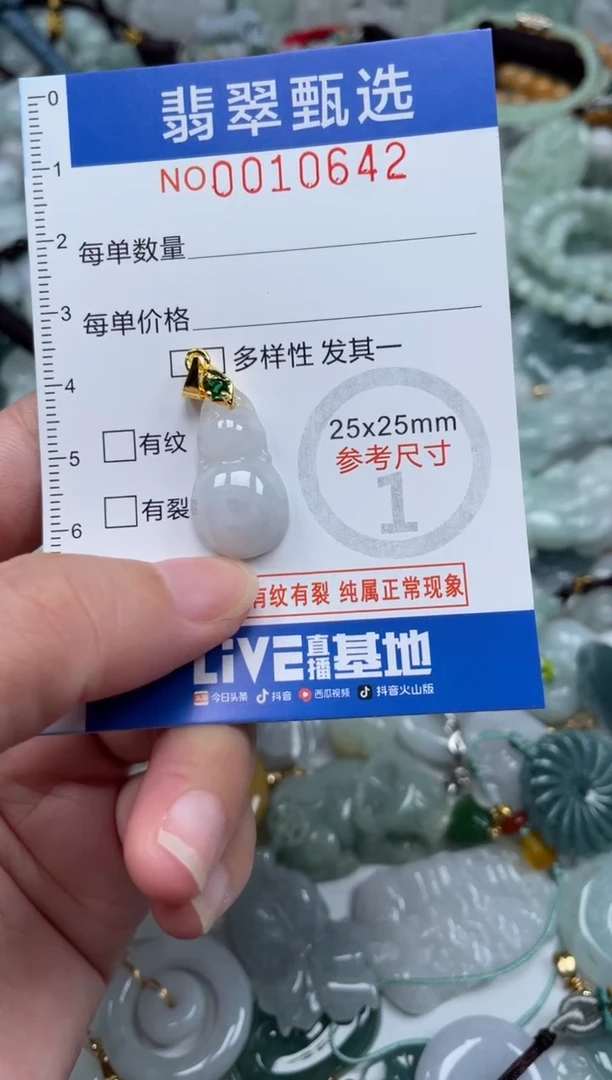 翡翠甄选
NO0010642
0
1
2
3
4
5
6
每单数量
每单价格
多样性 发其一
有纹
有裂
25x25mm
参考尺寸
1
有纹有裂 纯属正常现象
LiVE直播基地
头条 今日头条 抖音 西瓜视频 抖音火山版